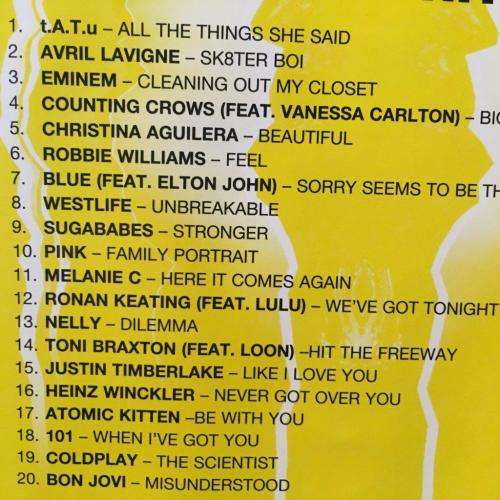 1. t.A.T.u – ALL THE THINGS SHE SAID
2. AVRIL LAVIGNE – SK8TER BOI
3. EMINEM – CLEANING OUT MY CLOSET
4. COUNTING CROWS (FEAT. VANESSA CARLTON) – BIG
5. CHRISTINA AGUILERA – BEAUTIFUL
6. ROBBIE WILLIAMS – FEEL
7. BLUE (FEAT. ELTON JOHN) – SORRY SEEMS TO BE TH
8. WESTLIFE – UNBREAKABLE
9. SUGABABES – STRONGER
10. PINK – FAMILY PORTRAIT
11. MELANIE C – HERE IT COMES AGAIN
12. RONAN KEATING (FEAT. LULU) – WE'VE GOT TONIGHT
13. NELLY – DILEMMA
14. TONI BRAXTON (FEAT. LOON) –HIT THE FREEWAY
15. JUSTIN TIMBERLAKE – LIKE I LOVE YOU
16. HEINZ WINCKLER – NEVER GOT OVER YOU
17. ATOMIC KITTEN –BE WITH YOU
18. 101 – WHEN I'VE GOT YOU
19. COLDPLAY – THE SCIENTIST
20. BON JOVI – MISUNDERSTOOD